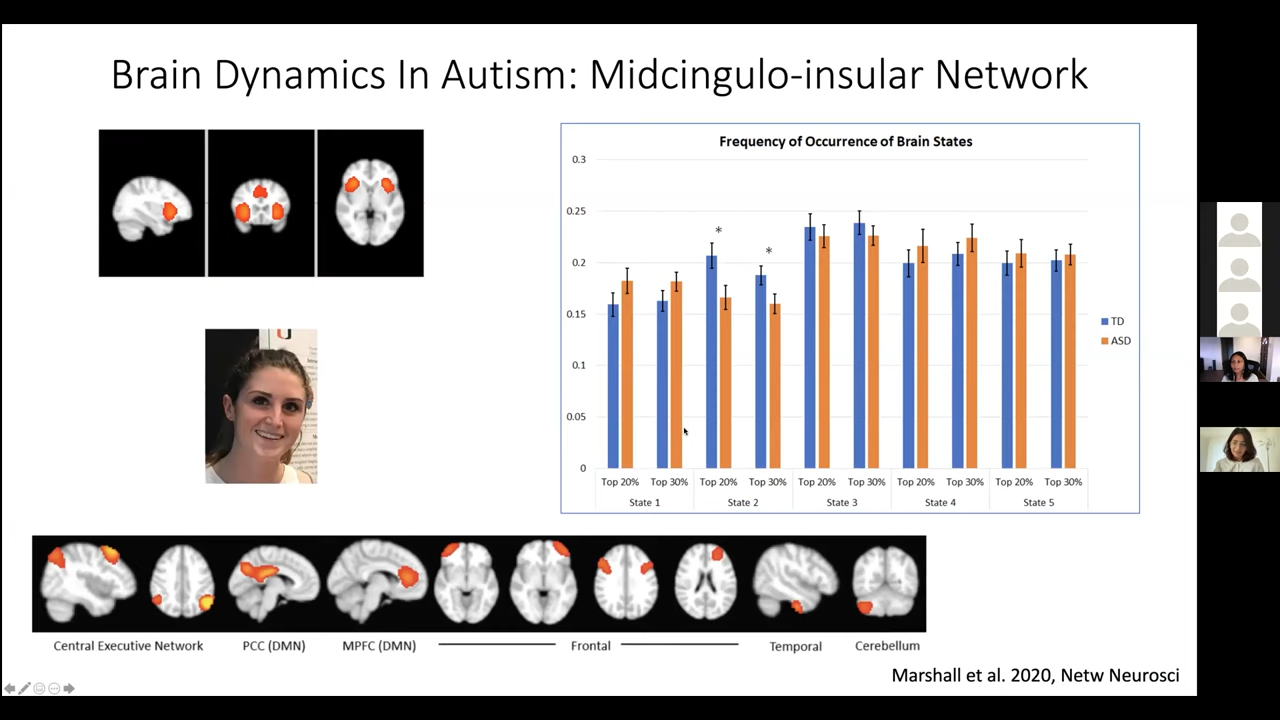 Brain Dynamics In Autism: Midcingulo-insular Network
Frequency of Occurrence of Brain States
0.3
0.25
0.2
0.15
0.1
0.05
0
*
*
TD
ASD
Top 20% Top 30% Top 20% Top 30% Top 20% Top 30% Top 20% Top 30% Top 20% Top 30%
State 1 State 2 State 3 State 4 State 5
Central Executive Network PCC (DMN) MPFC (DMN) Frontal Temporal Cerebellum
Marshall et al. 2020, Netw Neurosci